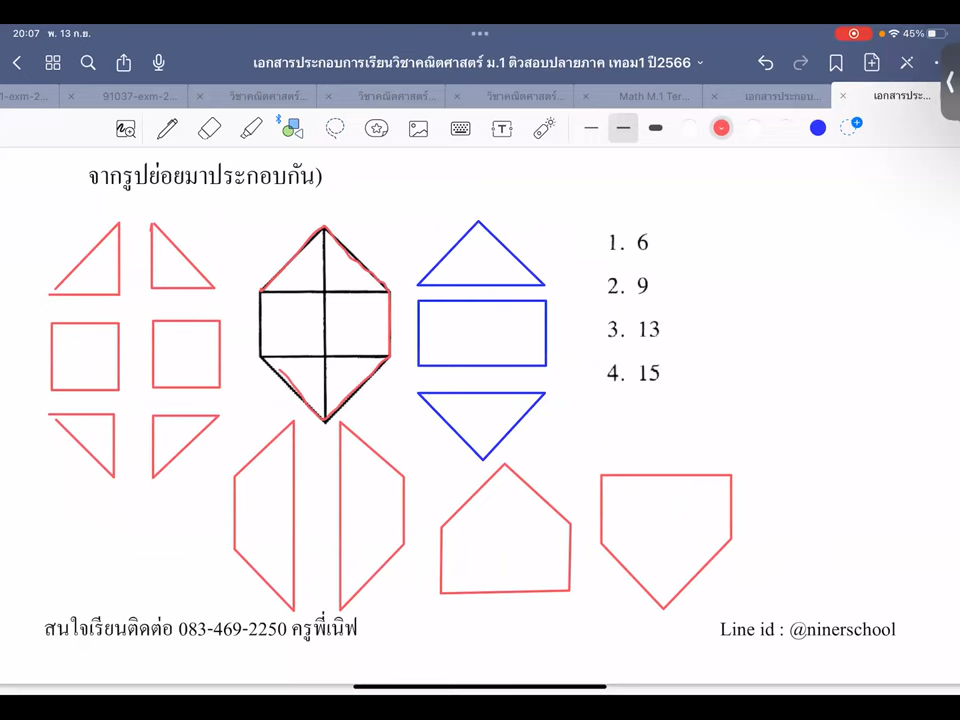 20:07 พ. 13 ก.ย.
45%
เอกสารประกอบการเรียนวิชาคณิตศาสตร์ ม.1 ติวสอบปลายภาค เทอม1 ปี2566
1-exm-2... 91037-exm-2... วิชาคณิตศาสตร์... วิชาคณิตศาสตร์... วิชาคณิตศาสตร์... Math M.1 Ter... เอกสารประกอบ... เอกสารประ...
จากรูปย่อยมาประกอบกัน)
1. 6
2. 9
3. 13
4. 15
สนใจเรียนติดต่อ 083-469-2250 ครูพี่เนิฟ
Line id : @ninerschool